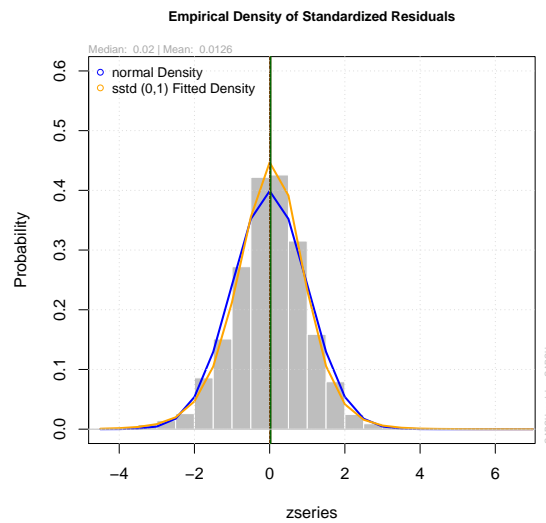 Empirical Density of Standardized Residuals
Median: 0.02 | Mean: 0.0126
normal Density
sstd (0,1) Fitted Density
Probability
0.6
0.5
0.4
0.3
0.2
0.1
0.0
−4
−2
0
2
4
6
zseries